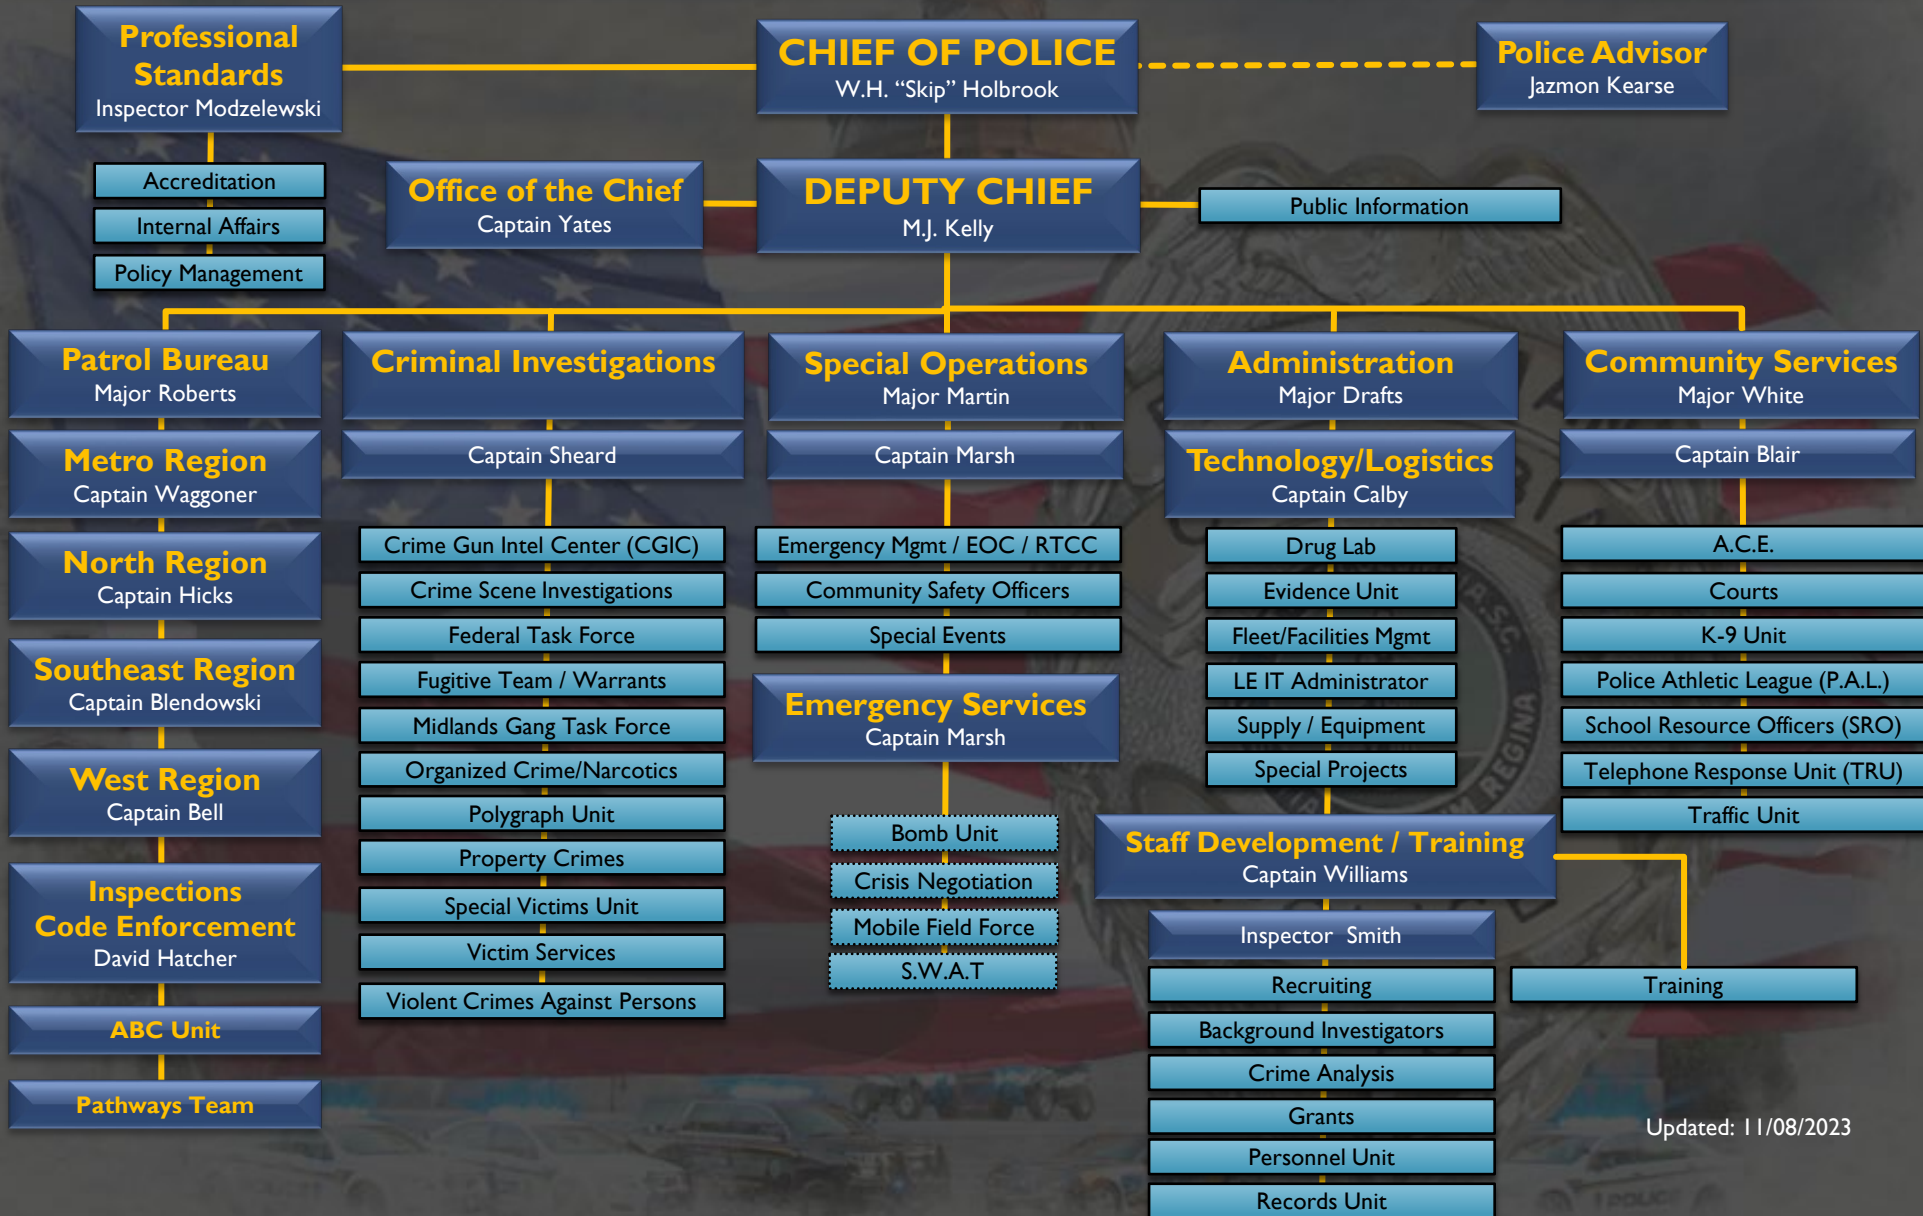 Professional
Standards
Inspector Modzelewski
CHIEF OF POLICE
W.H. “Skip” Holbrook
Police Advisor
Jazmon Kearse
Accreditation
Internal Affairs
Policy Management
Office of the Chief
Captain Yates
DEPUTY CHIEF
M.J. Kelly
Public Information
Patrol Bureau
Major Roberts
Metro Region
Captain Waggoner
North Region
Captain Hicks
Southeast Region
Captain Blendowski
West Region
Captain Bell
Inspections
Code Enforcement
David Hatcher
ABC Unit
Pathways Team
Criminal Investigations
Captain Sheard
Crime Gun Intel Center (CGIC)
Crime Scene Investigations
Federal Task Force
Fugitive Team / Warrants
Midlands Gang Task Force
Organized Crime/Narcotics
Polygraph Unit
Property Crimes
Special Victims Unit
Victim Services
Violent Crimes Against Persons
Special Operations
Major Martin
Captain Marsh
Emergency Mgmt / EOC / RTCC
Community Safety Officers
Special Events
Emergency Services
Captain Marsh
Bomb Unit
Crisis Negotiation
Mobile Field Force
S.W.A.T
Administration
Major Drafts
Technology/Logistics
Captain Calby
Drug Lab
Evidence Unit
Fleet/Facilities Mgmt
LE IT Administrator
Supply / Equipment
Special Projects
Staff Development / Training
Captain Williams
Inspector  Smith
Recruiting
Background Investigators
Crime Analysis
Grants
Personnel Unit
Records Unit
Training
Community Services
Major White
Captain Blair
A.C.E.
Courts
K-9 Unit
Police Athletic League (P.A.L.)
School Resource Officers (SRO)
Telephone Response Unit (TRU)
Traffic Unit
Updated: 11/08/2023
REGINA
POLICE